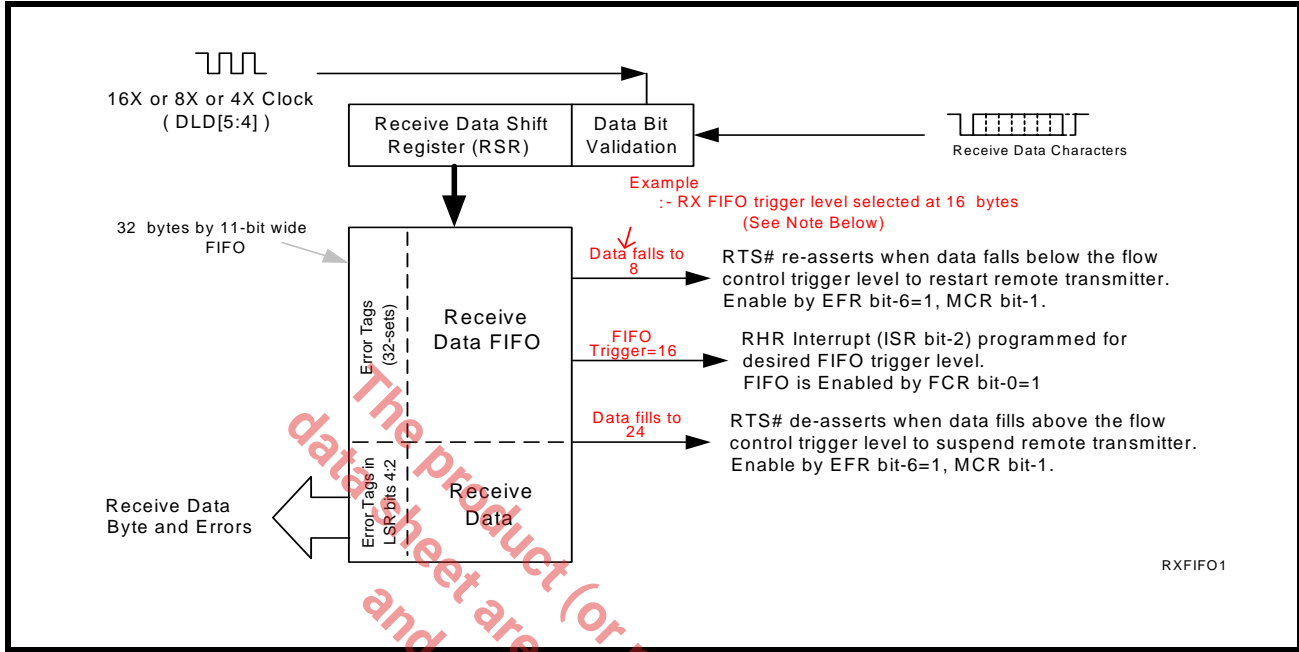 16X or 8X or 4X Clock
( DLD[5:4] )
Receive Data Shift
Register (RSR)
Data Bit
Validation
Receive Data Characters
Example
:- RX FIFO trigger level selected at 16 bytes
(See Note Below)
32 bytes by 11-bit wide
FIFO
Data falls to
8
RTS# re-asserts when data falls below the flow
control trigger level to restart remote transmitter.
Enable by EFR bit-6=1, MCR bit-1.
Error Tags
(32-sets)
Receive
Data FIFO
FIFO
Trigger=16
RHR Interrupt (ISR bit-2) programmed for
desired FIFO trigger level.
FIFO is Enabled by FCR bit-0=1
Data fills to
24
RTS# de-asserts when data fills above the flow
control trigger level to suspend remote transmitter.
Enable by EFR bit-6=1, MCR bit-1.
Error Tags in
LSR bits 4:2
Receive
Data
Receive Data
Byte and Errors
RXFIFO1
The product (or
data sheet are
and